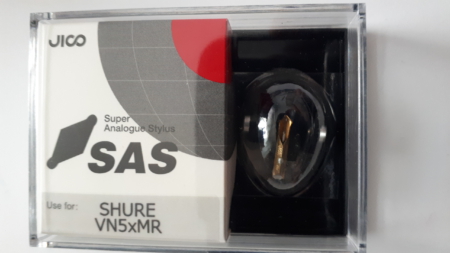 JICO
Super
Analogue Stylus
SAS
Use for:
SHURE
VN5xMR